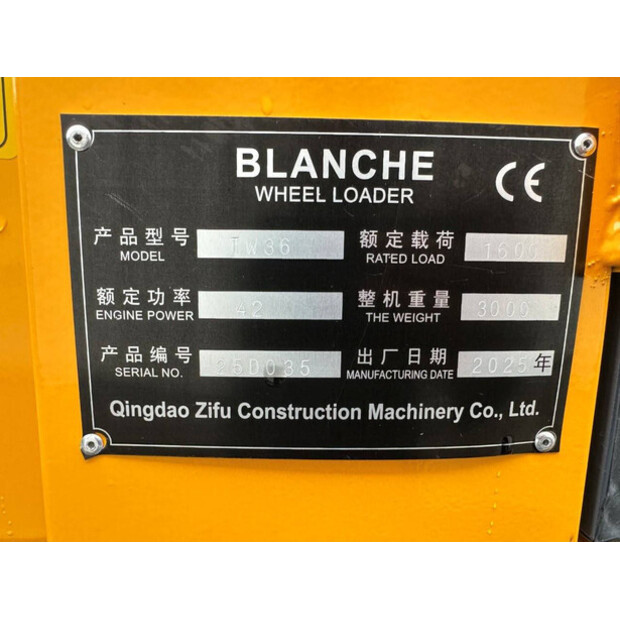 BLANCHE
CE
WHEEL LOADER
产品型号 TW36 额定载荷 1600
MODEL RATED LOAD
额定功率 42 整机重量 3000
ENGINE POWER THE WEIGHT
产品编号 25D035 出厂日期 2025年
SERIAL NO. MANUFACTURING DATE
Qingdao Zifu Construction Machinery Co., Ltd.